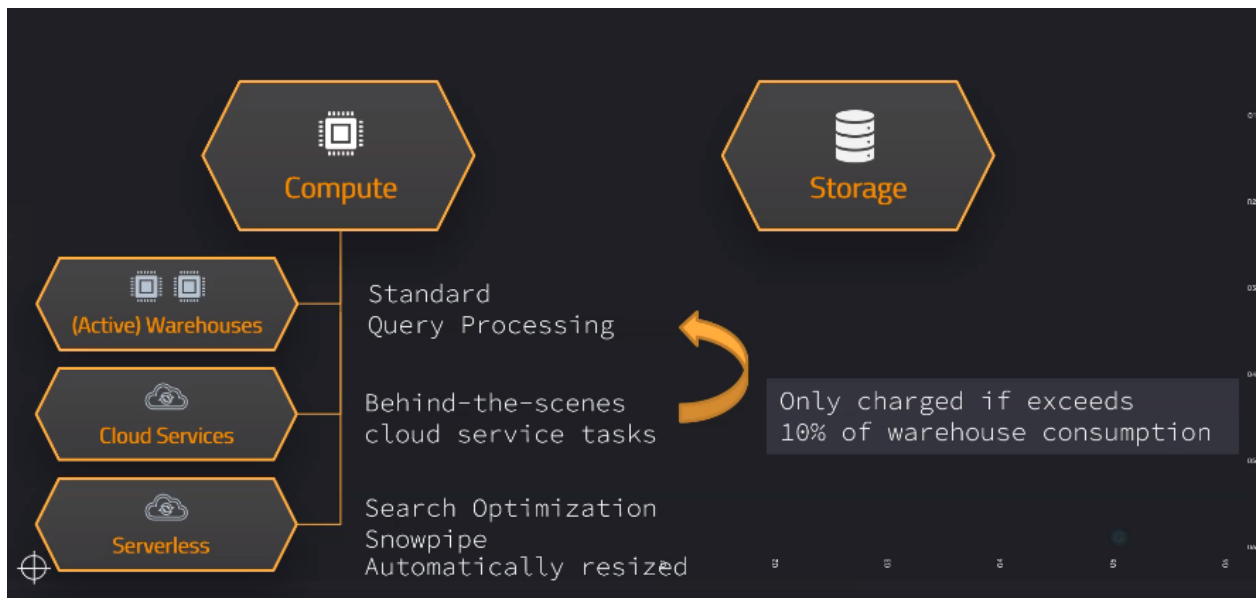 Compute
Storage
(Active) Warehouses
Standard
Query Processing
Cloud Services
Behind-the-scenes
cloud service tasks
Only charged if exceeds
10% of warehouse consumption
Serverless
Search Optimization
Snowpipe
Automatically resized